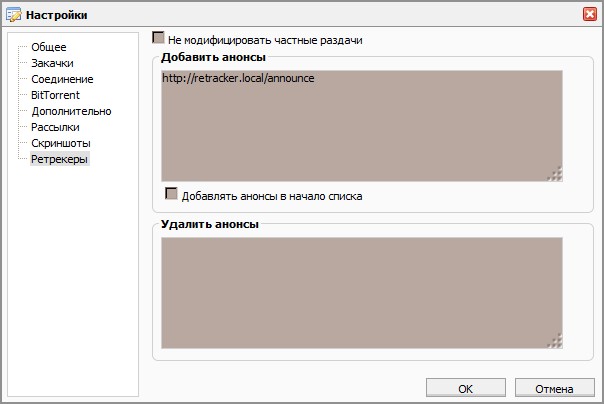 Настройки
Общее
Закачки
Соединение
BitTorrent
Дополнительно
Рассылки
Скриншоты
Ретрекеры
Не модифицировать частные раздачи
Добавить анонсы
http://retracker.local/announce
Добавлять анонсы в начало списка
Удалить анонсы
OK
Отмена